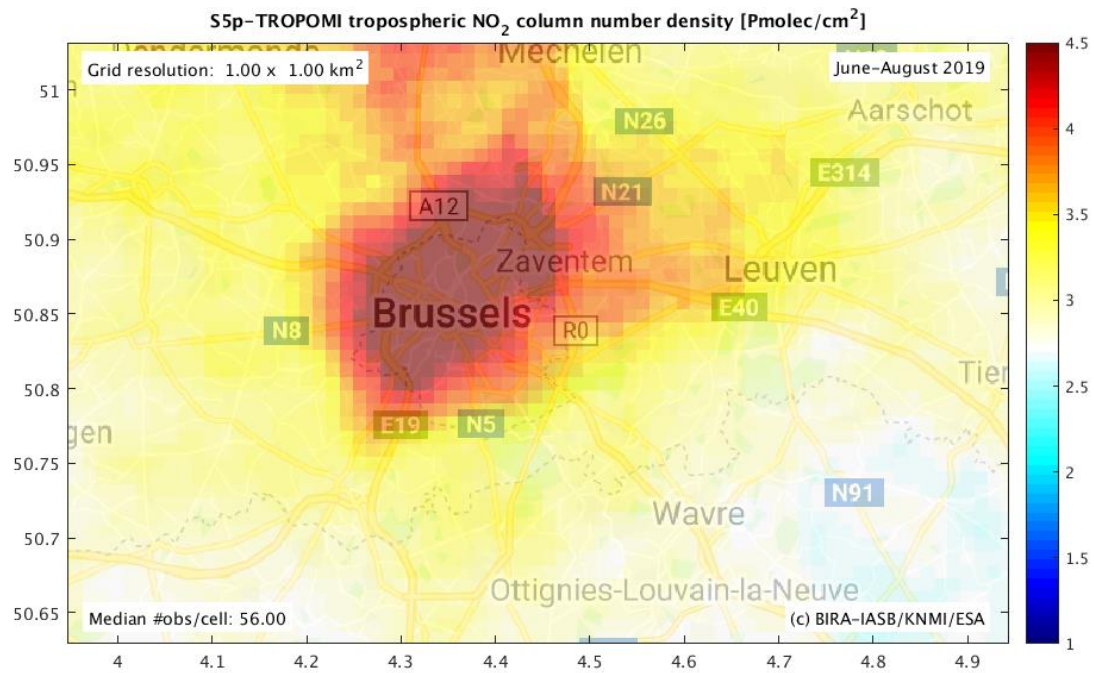 S5p-TROPOMI tropospheric NO2 column number density [Pmolec/cm2]
Grid resolution: 1.00 x 1.00 km2
June-August 2019
Mechelen
Aarschot
N26
E314
N21
A12
Zaventem
Leuven
Brussels
E40
N8
R0
Tier
E19
N5
gen
N91
Wavre
Ottignies-Louvain-la-Neuve
Median #obs/cell: 56.00
(c) BIRA-IASB/KNMI/ESA
51
50.95
50.9
50.85
50.8
50.75
50.7
50.65
4 4.1 4.2 4.3 4.4 4.5 4.6 4.7 4.8 4.9
4.5
4
3.5
3
2.5
2
1.5
1